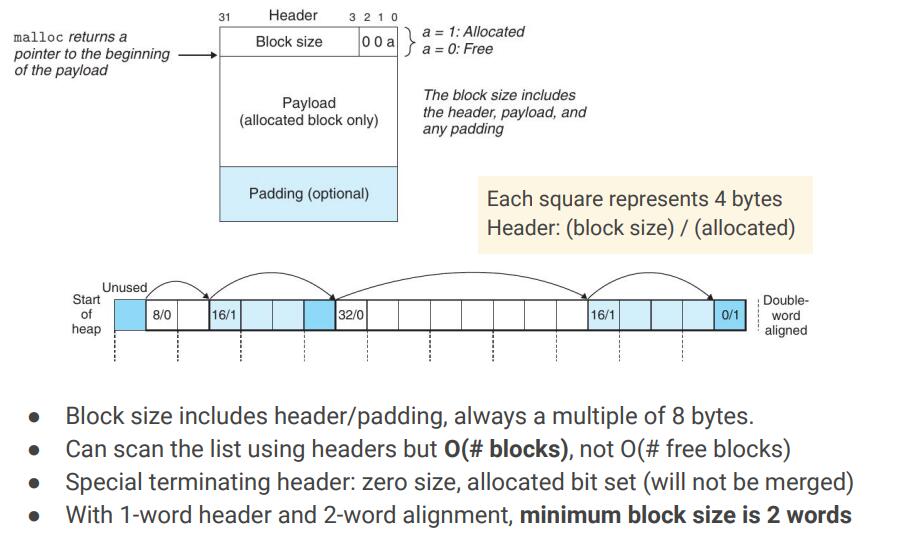 31 Header 3 2 1 0
malloc returns a
pointer to the beginning
of the payload
Block size
0 0 a
a = 1: Allocated
a = 0: Free
Payload
(allocated block only)
The block size includes
the header, payload, and
any padding
Padding (optional)
Each square represents 4 bytes
Header: (block size) / (allocated)
Unused
Start
of
heap
8/0 16/1 32/0 16/1 0/1
Double-
word
aligned
● Block size includes header/padding, always a multiple of 8 bytes.
● Can scan the list using headers but O(# blocks), not O(# free blocks)
● Special terminating header: zero size, allocated bit set (will not be merged)
● With 1-word header and 2-word alignment, minimum block size is 2 words